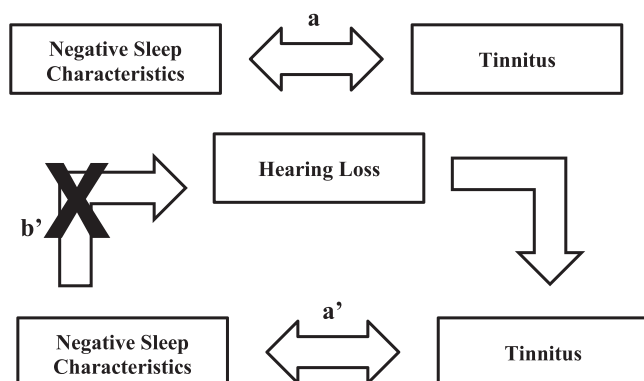 a
Negative Sleep
Characteristics
Tinnitus
Hearing Loss
X
b’
a’
Negative Sleep
Characteristics
Tinnitus